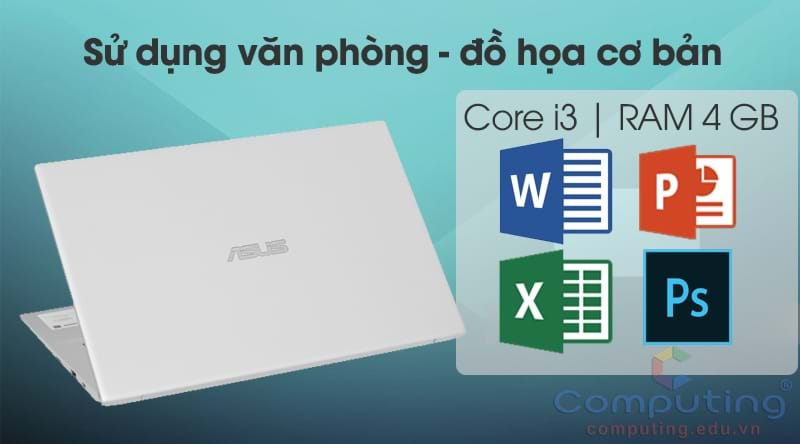 Sử dụng văn phòng - đồ họa cơ bản
Core i3 | RAM 4 GB
W
P
X
Ps
ASUS
Computing®
computing.edu.vn